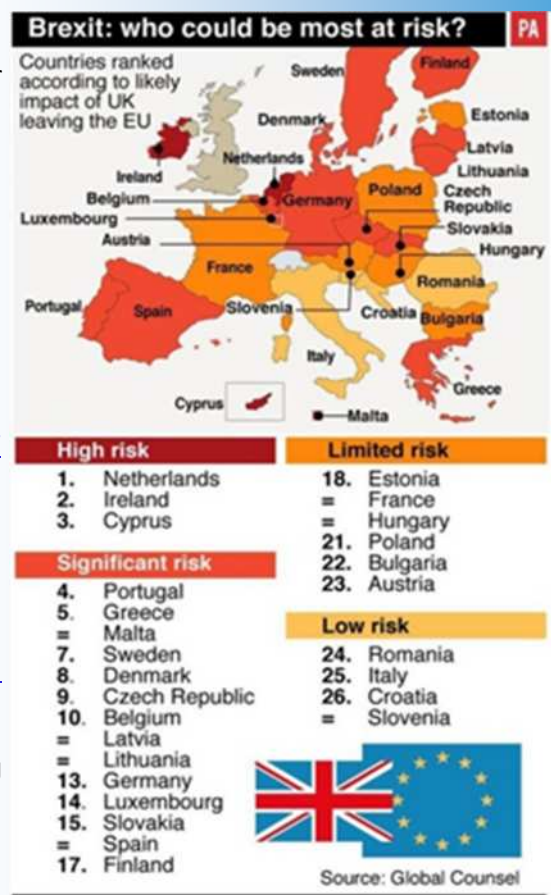 Brexit: who could be most at risk?
PA
Countries ranked
according to likely
impact of UK
leaving the EU
Sweden
Finland
Denmark
Estonia
Latvia
Lithuania
Netherlands
Ireland
Belgium
Germany
Poland
Czech
Republic
Luxembourg
Slovakia
Austria
Hungary
France
Romania
Portugal
Spain
Slovenia
Croatia
Bulgaria
Italy
Greece
Cyprus
Malta
High risk
1. Netherlands
2. Ireland
3. Cyprus
Significant risk
4. Portugal
5. Greece
= Malta
7. Sweden
8. Denmark
9. Czech Republic
10. Belgium
= Latvia
= Lithuania
13. Germany
14. Luxembourg
15. Slovakia
= Spain
17. Finland
Limited risk
18. Estonia
= France
= Hungary
21. Poland
22. Bulgaria
23. Austria
Low risk
24. Romania
25. Italy
26. Croatia
= Slovenia
Source: Global Counsel